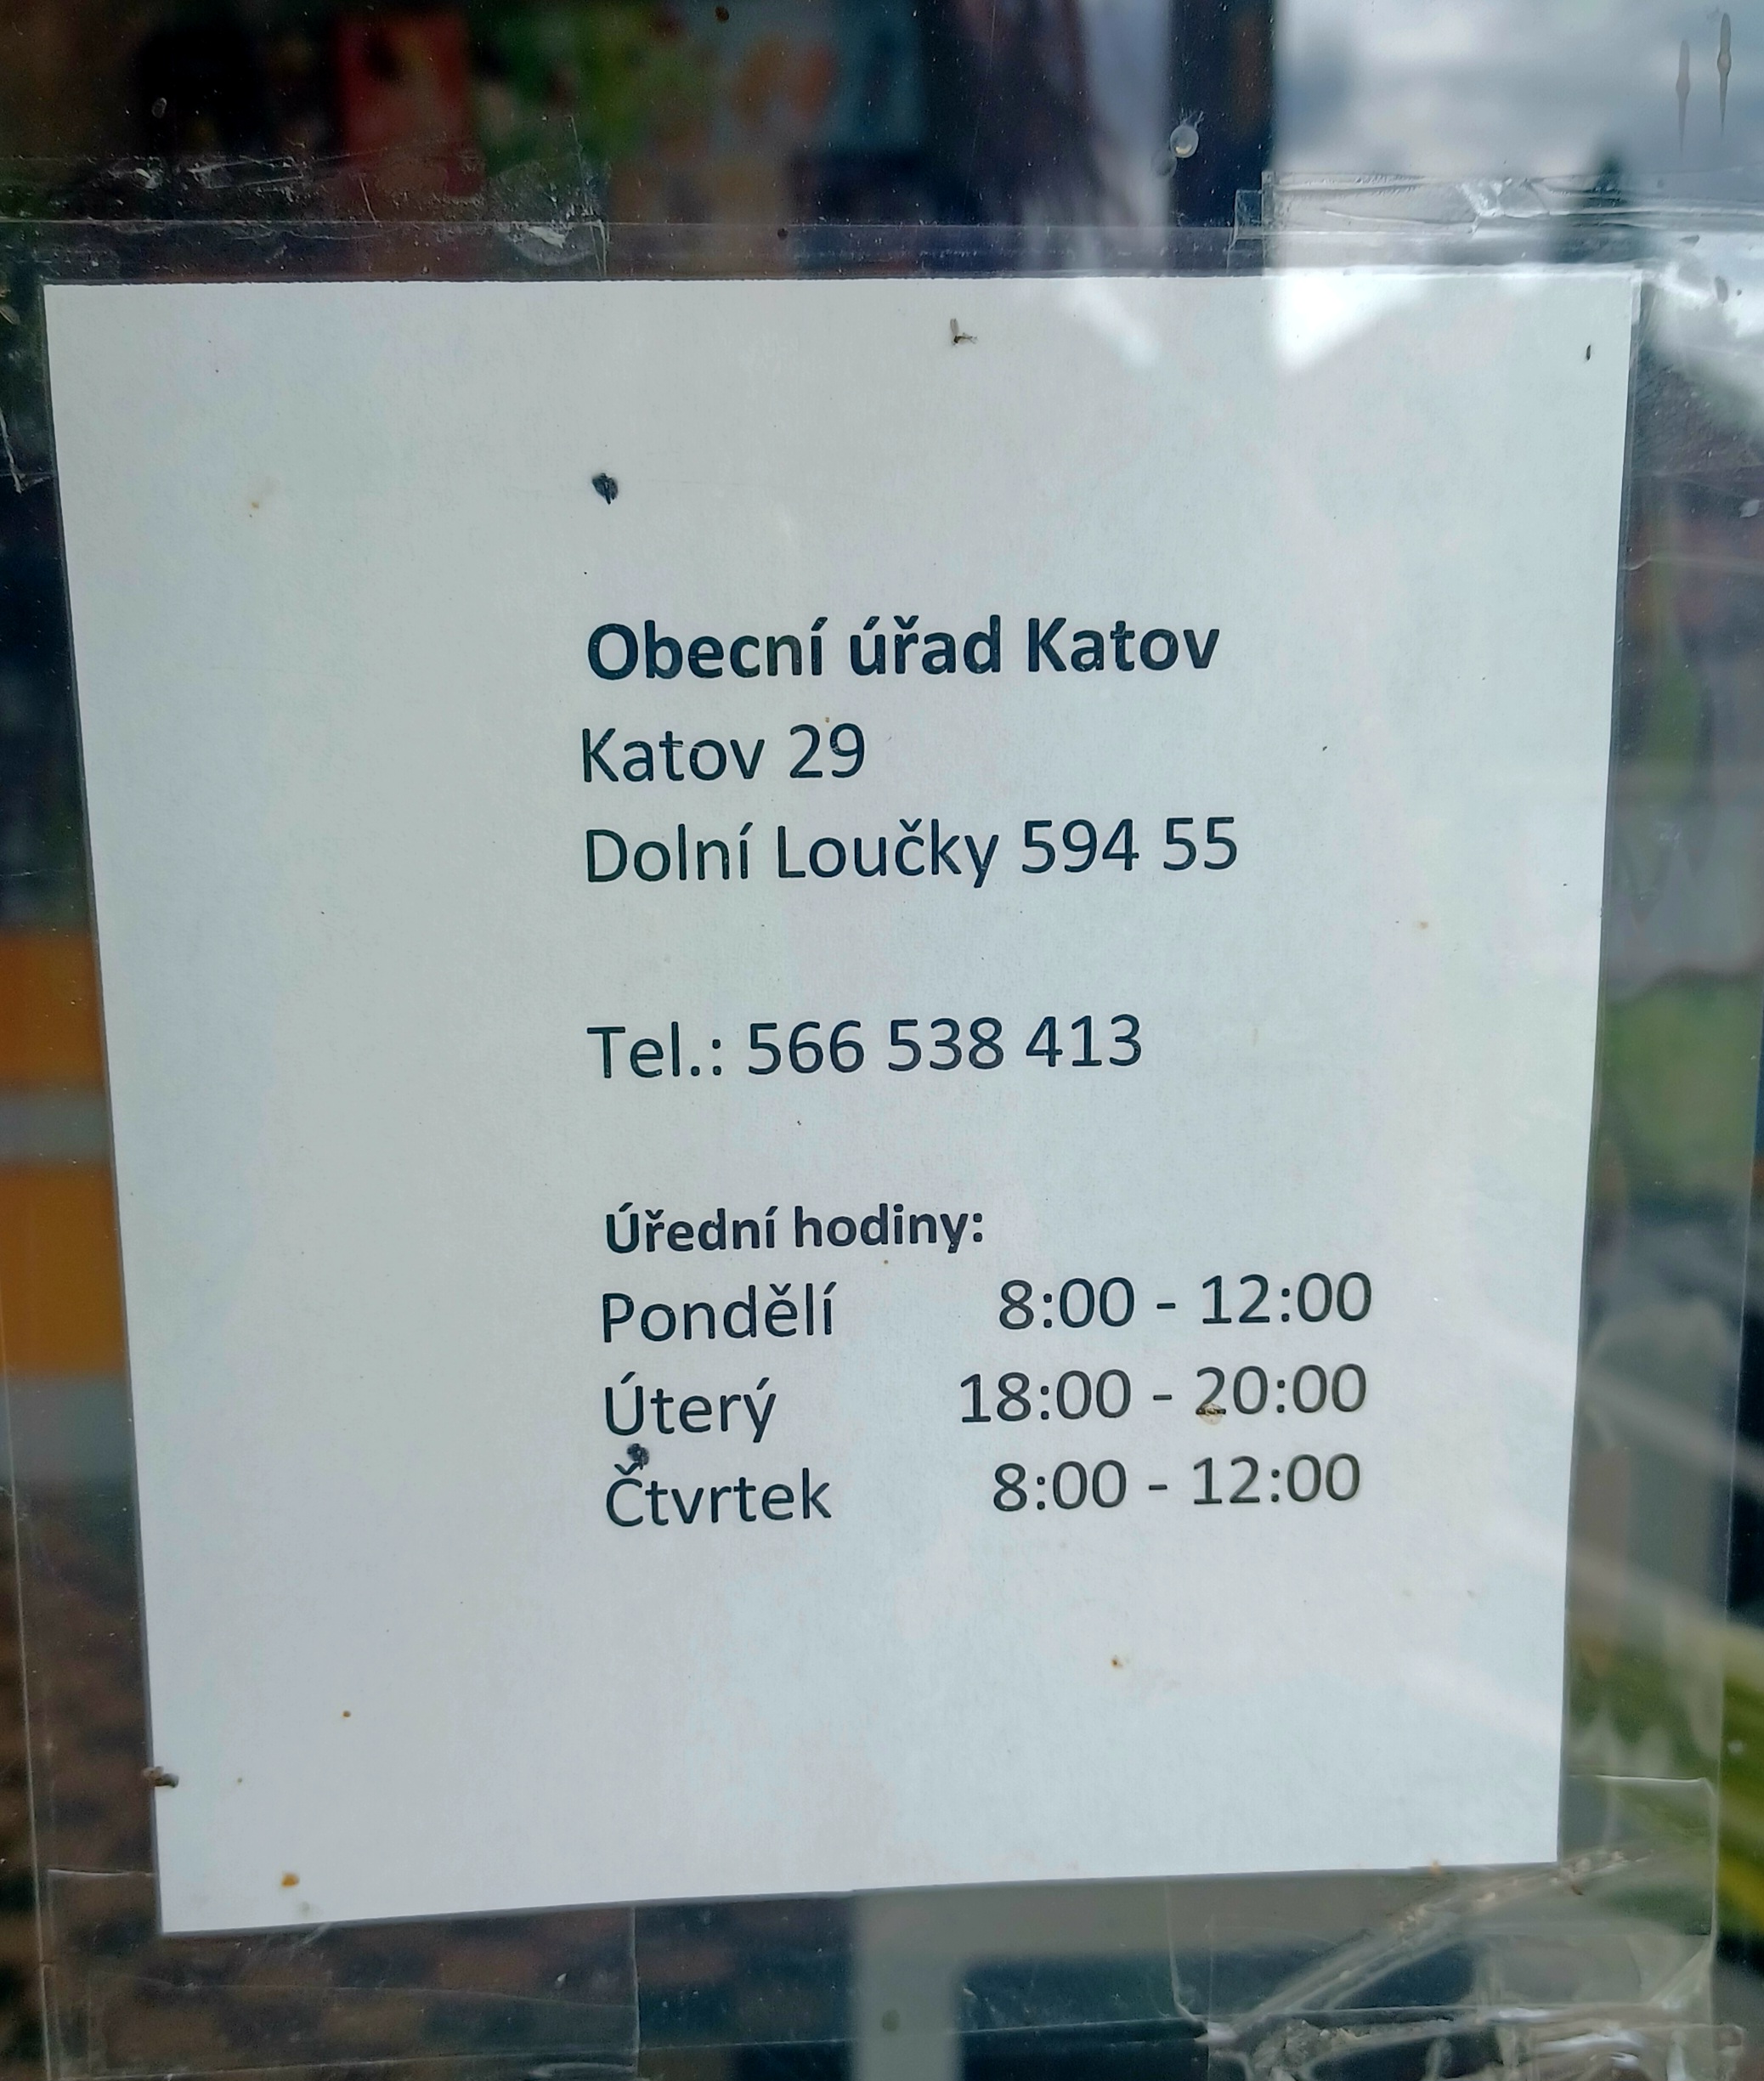 Obecní úřad Katov
Katov 29
Dolní Loučky 594 55
Tel.: 566 538 413
Úřední hodiny:
Pondělí 8:00 - 12:00
Úterý 18:00 - 20:00
Čtvrtek 8:00 - 12:00